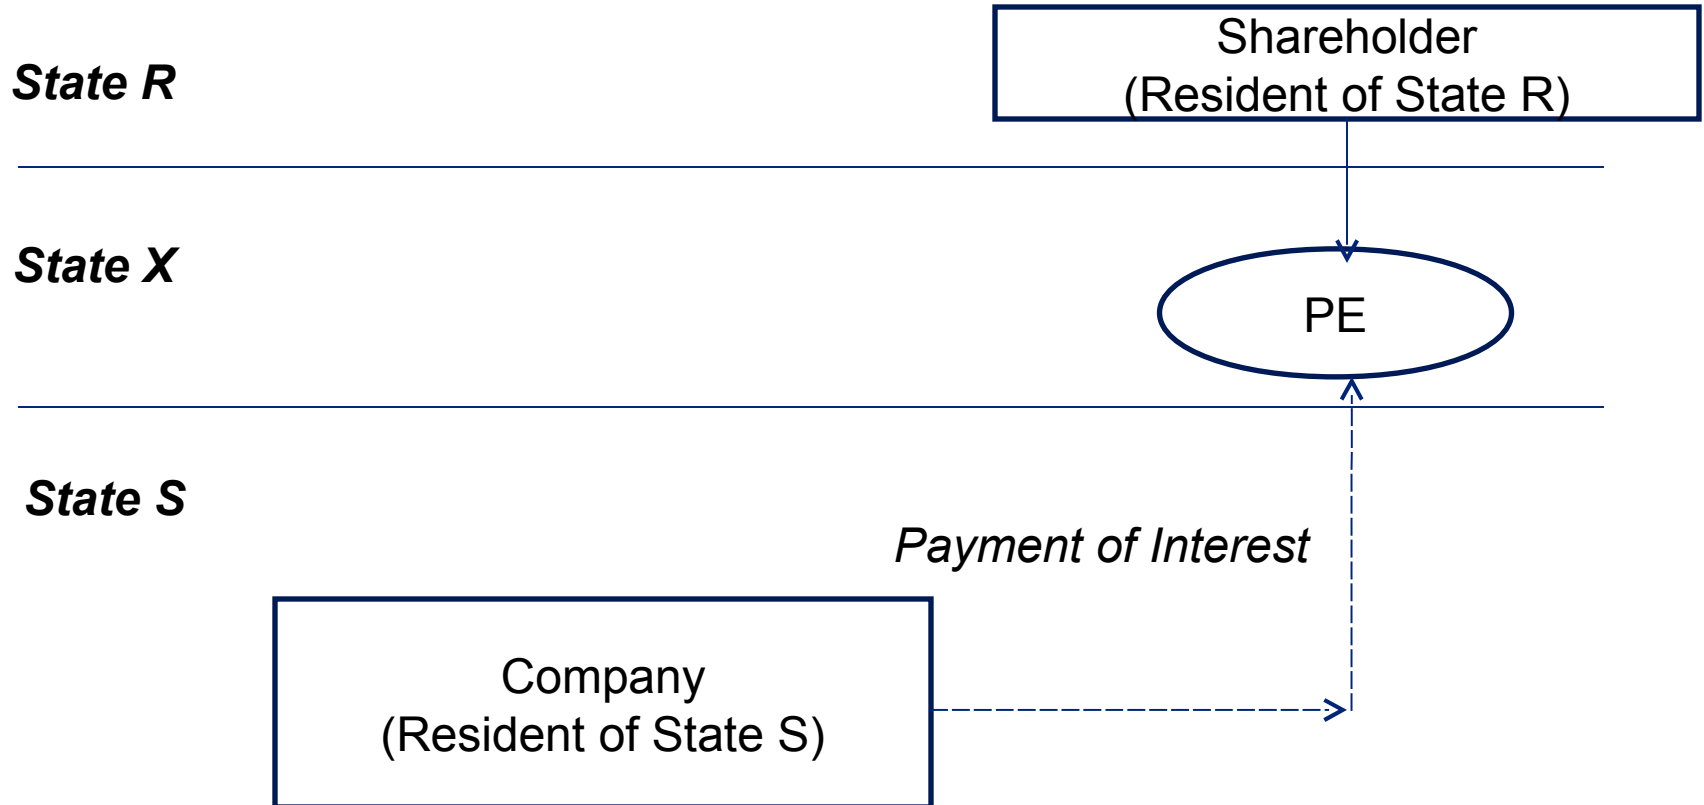 Shareholder
(Resident of State R)
State R
State X
PE
State S
Payment of Interest
Company
(Resident of State S)